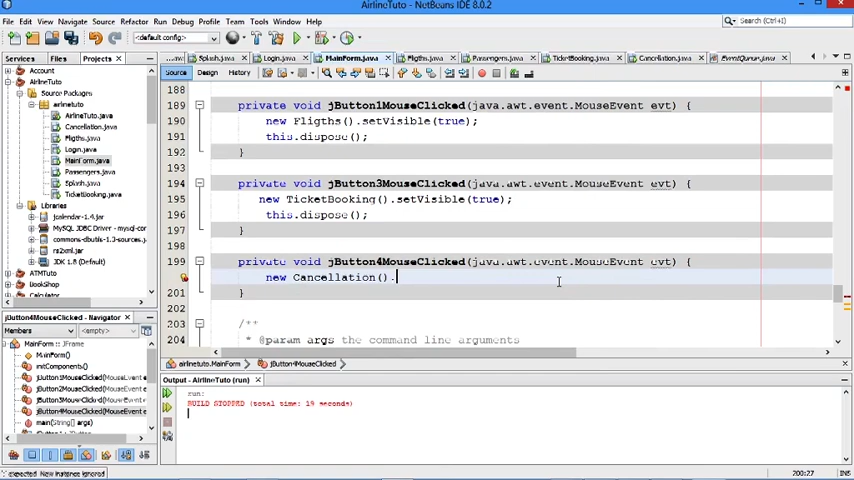 AirlineTuto - NetBeans IDE 8.0.2
File Edit View Navigate Source Refactor Run Debug Profile Team Tools Window Help
Search (Ctrl+I)
<default config>
Services Files Projects
Splash.java Login.java MainForm.java Fligths.java Passengers.java TicketBooking.java Cancellation.java EventQueue.java
Source Design History
Account
AirlineTuto
Source Packages
airlinetuto
AirlineTuto.java
Cancellation.java
Fligths.java
Login.java
MainForm.java
Passengers.java
Splash.java
TicketBooking.java
Libraries
jcalendar-1.4.jar
MySQL JDBC Driver - mysql-cor
commons-dbutils-1.3-sources.j
rs2xml.jar
JDK 1.8 (Default)
ATMTuto
BookShop
Calculator
188
189 private void jButton1MouseClicked(java.awt.event.MouseEvent evt) {
190 new Fligths().setVisible(true);
191 this.dispose();
192 }
193
194 private void jButton3MouseClicked(java.awt.event.MouseEvent evt) {
195 new TicketBooking().setVisible(true);
196 this.dispose();
197 }
198
199 private void jButton4MouseClicked(java.awt.event.MouseEvent evt) {
new Cancellation().
201 }
202
203 /**
204 * @param args the command line arguments
jButton4MouseClicked - Navigator
Members <empty>
MainForm :: JFrame
MainForm()
initComponents()
jButton1MouseClicked(MouseEvent e
jButton2MouseClicked(MouseEvent e
jButton3MouseClicked(MouseEvent e
jButton4MouseClicked(MouseEvent e
main(String[] args)
airlinetuto.MainForm jButton4MouseClicked
Output - AirlineTuto (run)
run:
BUILD STOPPED (total time: 19 seconds)
';' expected New instance ignored
200:27